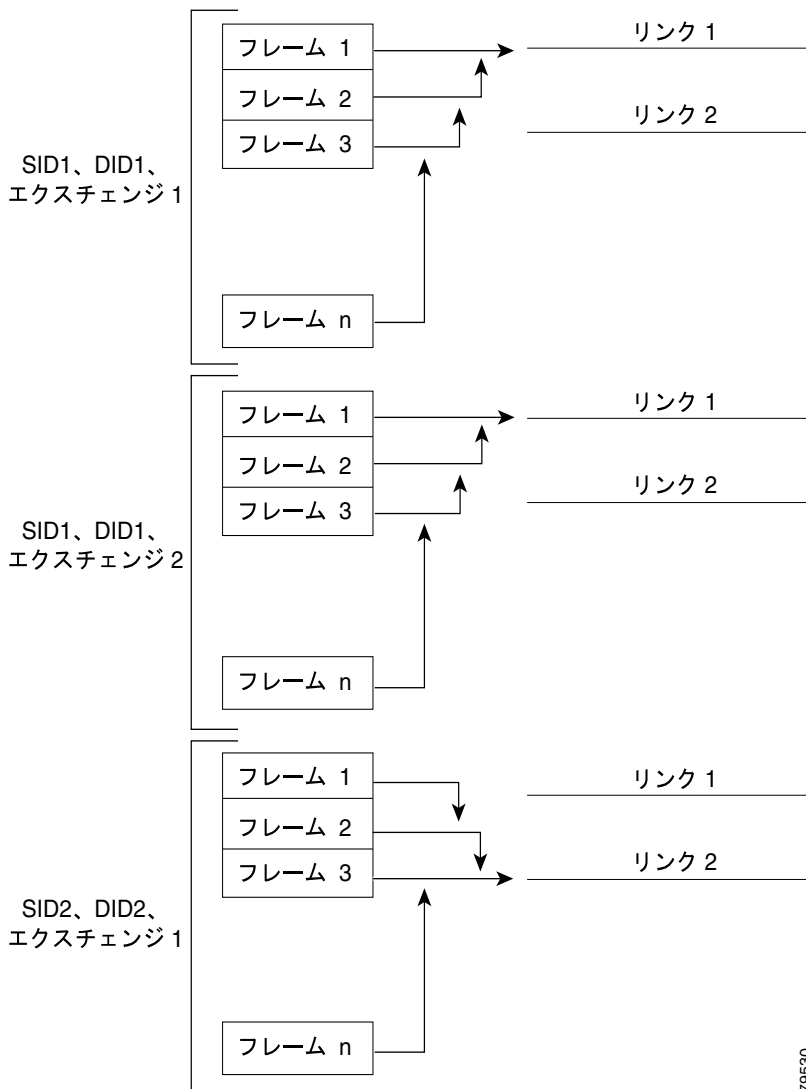 フレーム 1
フレーム 2
フレーム 3
SID1、DID1、
エクスチェンジ 1
フレーム n
リンク 1
リンク 2
フレーム 1
フレーム 2
フレーム 3
SID1、DID1、
エクスチェンジ 2
フレーム n
リンク 1
リンク 2
フレーム 1
フレーム 2
フレーム 3
SID2、DID2、
エクスチェンジ 1
フレーム n
リンク 1
リンク 2
79530